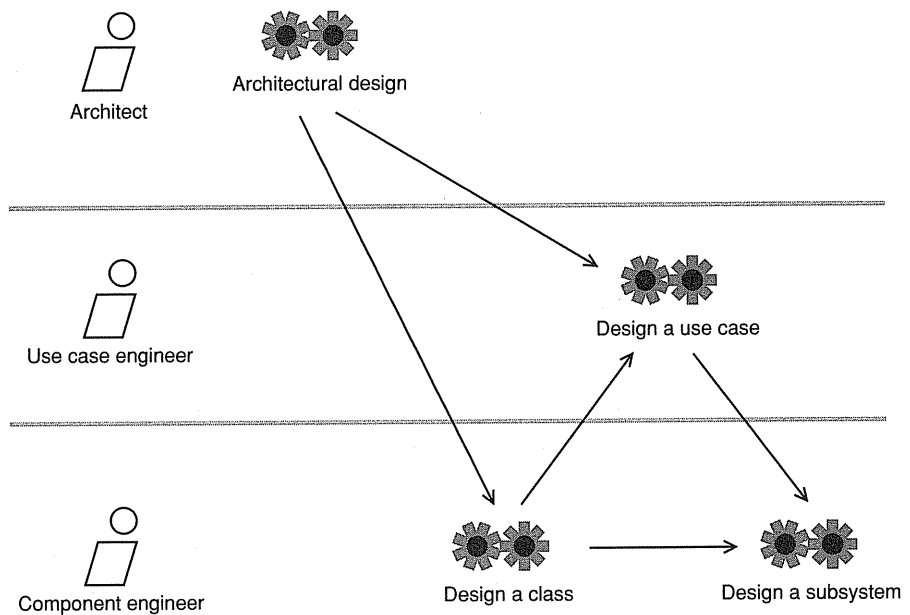 Architectural design
Architect
Design a use case
Use case engineer
Design a class
Design a subsystem
Component engineer